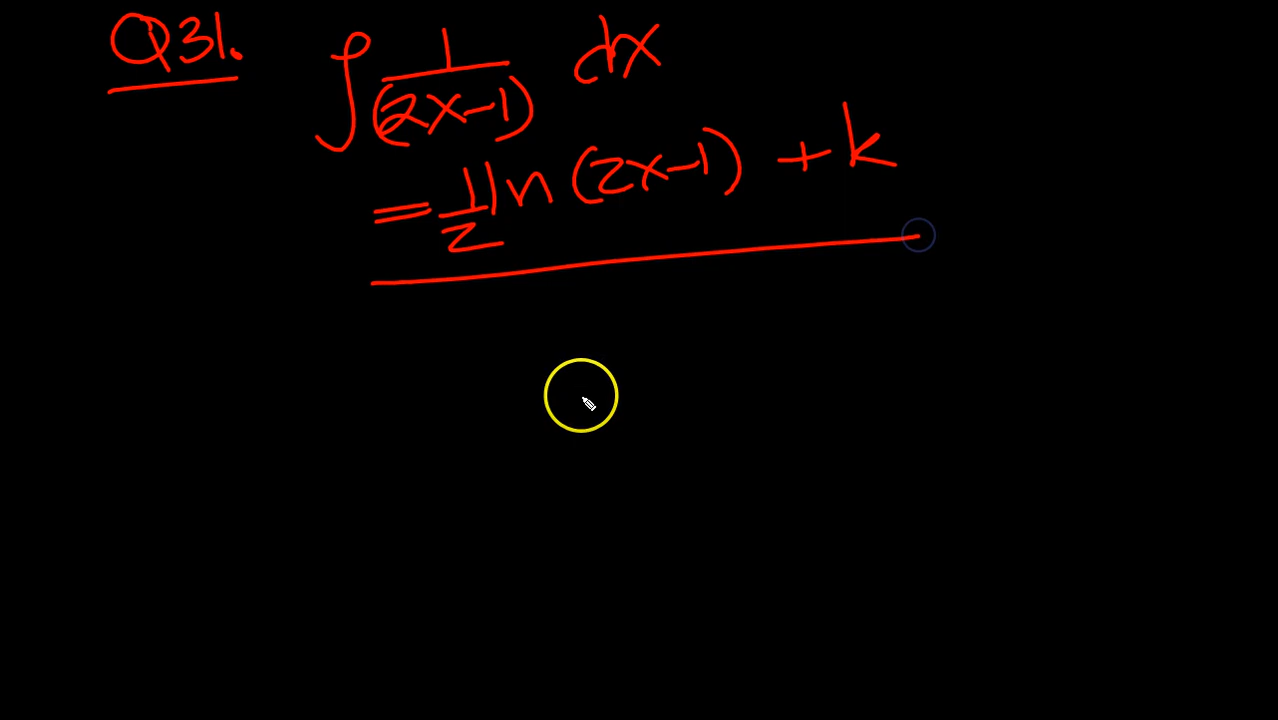 Q31. ∫ 1/(2x-1) dx
= 1/2 ln (2x-1) + k